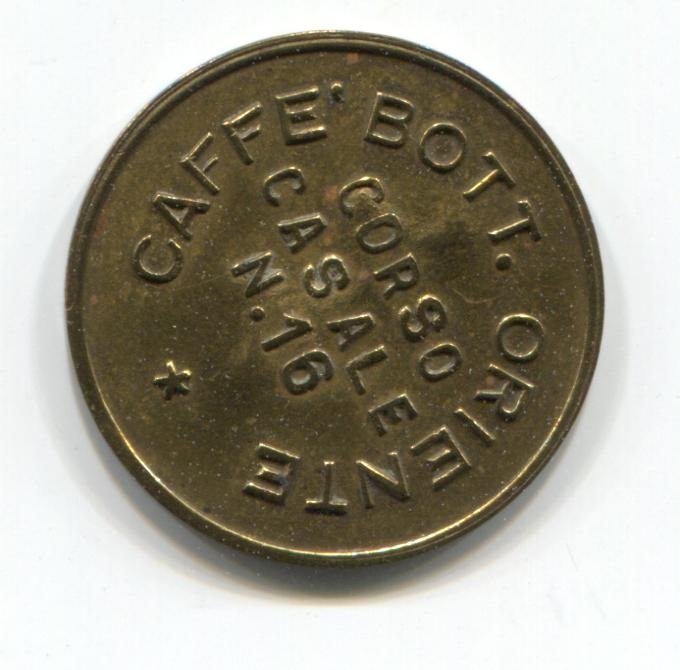 CAFFE' BOTT. ORIENTE *
CORSO
CASALE
N.16